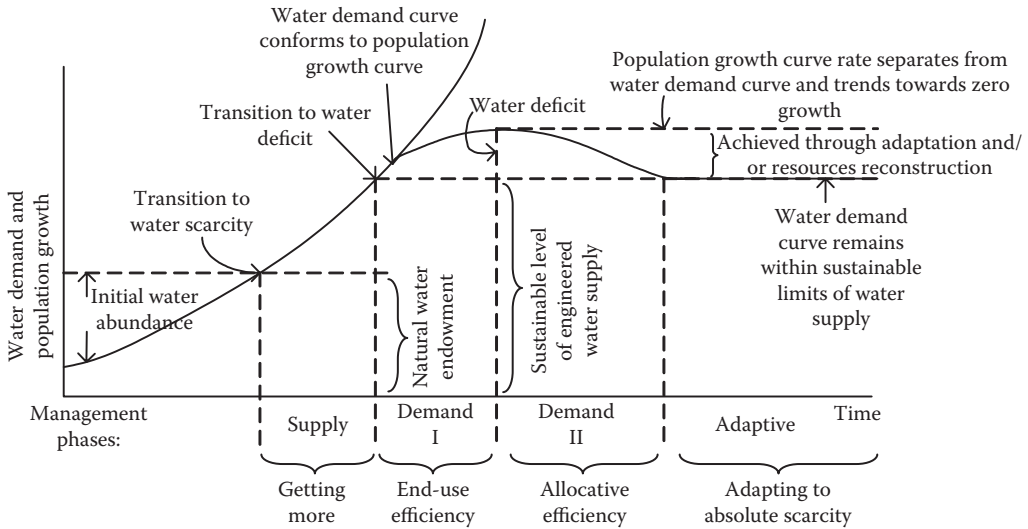 Water demand curve
conforms to population
growth curve
Population growth curve rate separates from
water demand curve and trends towards zero
growth
Transition to water
deficit
Water deficit
Achieved through adaptation and/
or resources reconstruction
Transition to
water scarcity
Water demand
curve remains
within sustainable
limits of water
supply
Water demand and
population growth
Initial water
abundance
Natural water
endowment
Sustainable level
of engineered
water supply
Management
phases:
Supply
Demand
I
Demand
II
Adaptive
Time
Getting
more
End-use
efficiency
Allocative
efficiency
Adapting to
absolute scarcity